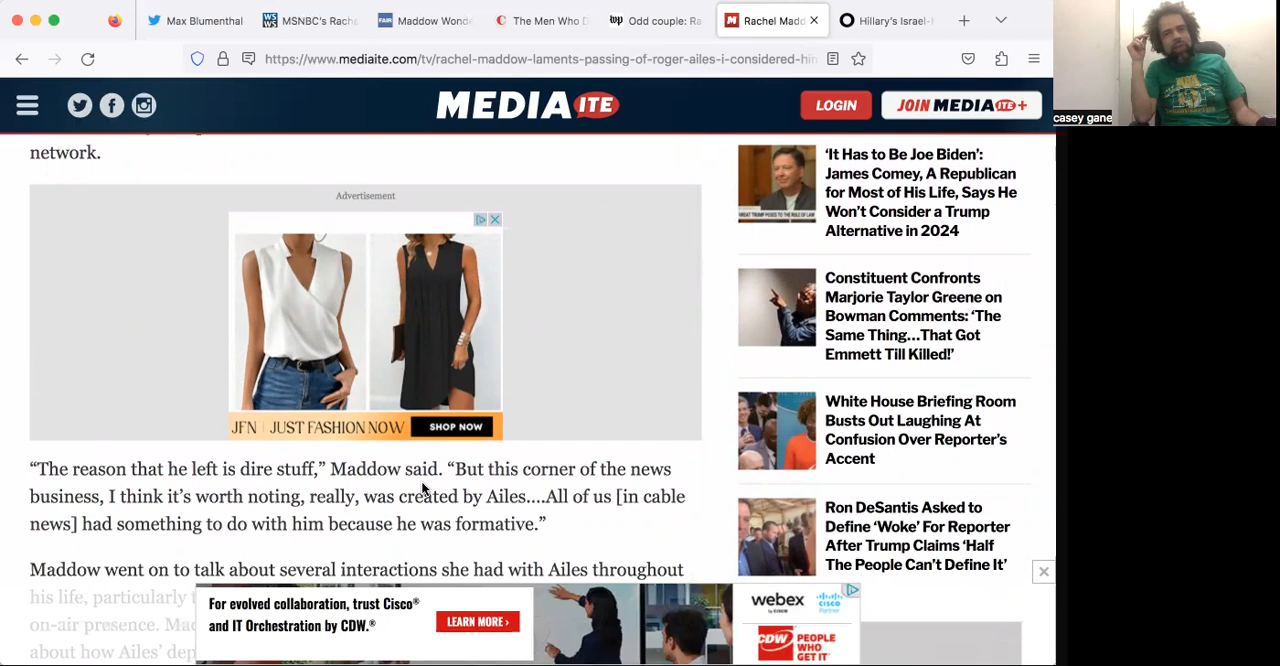 Max Blumenthal
MSNBC's Rache
Maddow Wonde
The Men Who D
Odd couple: Ra
Rachel Madd
Hillary's Israel-
https://www.mediaite.com/tv/rachel-maddow-laments-passing-of-roger-ailes-i-considered-him
casey gane
MEDIAITE
LOGIN
JOIN MEDIAITE+
network.
Advertisement
JFN | JUST FASHION NOW
SHOP NOW
“The reason that he left is dire stuff,” Maddow said. “But this corner of the news
business, I think it’s worth noting, really, was created by Ailes....All of us [in cable
news] had something to do with him because he was formative.”
Maddow went on to talk about several interactions she had with Ailes throughout
his life, particularly
on-air presence.
about how Ailes’
‘It Has to Be Joe Biden’:
James Comey, A Republican
for Most of His Life, Says He
Won’t Consider a Trump
Alternative in 2024
Constituent Confronts
Marjorie Taylor Greene on
Bowman Comments: ‘The
Same Thing...That Got
Emmett Till Killed!’
White House Briefing Room
Busts Out Laughing At
Confusion Over Reporter’s
Accent
Ron DeSantis Asked to
Define ‘Woke’ For Reporter
After Trump Claims ‘Half
The People Can’t Define It’
For evolved collaboration, trust Cisco®
and IT Orchestration by CDW.®
LEARN MORE ›
webex
by CISCO
CISCO
Partner
CDW
PEOPLE
WHO
GET IT